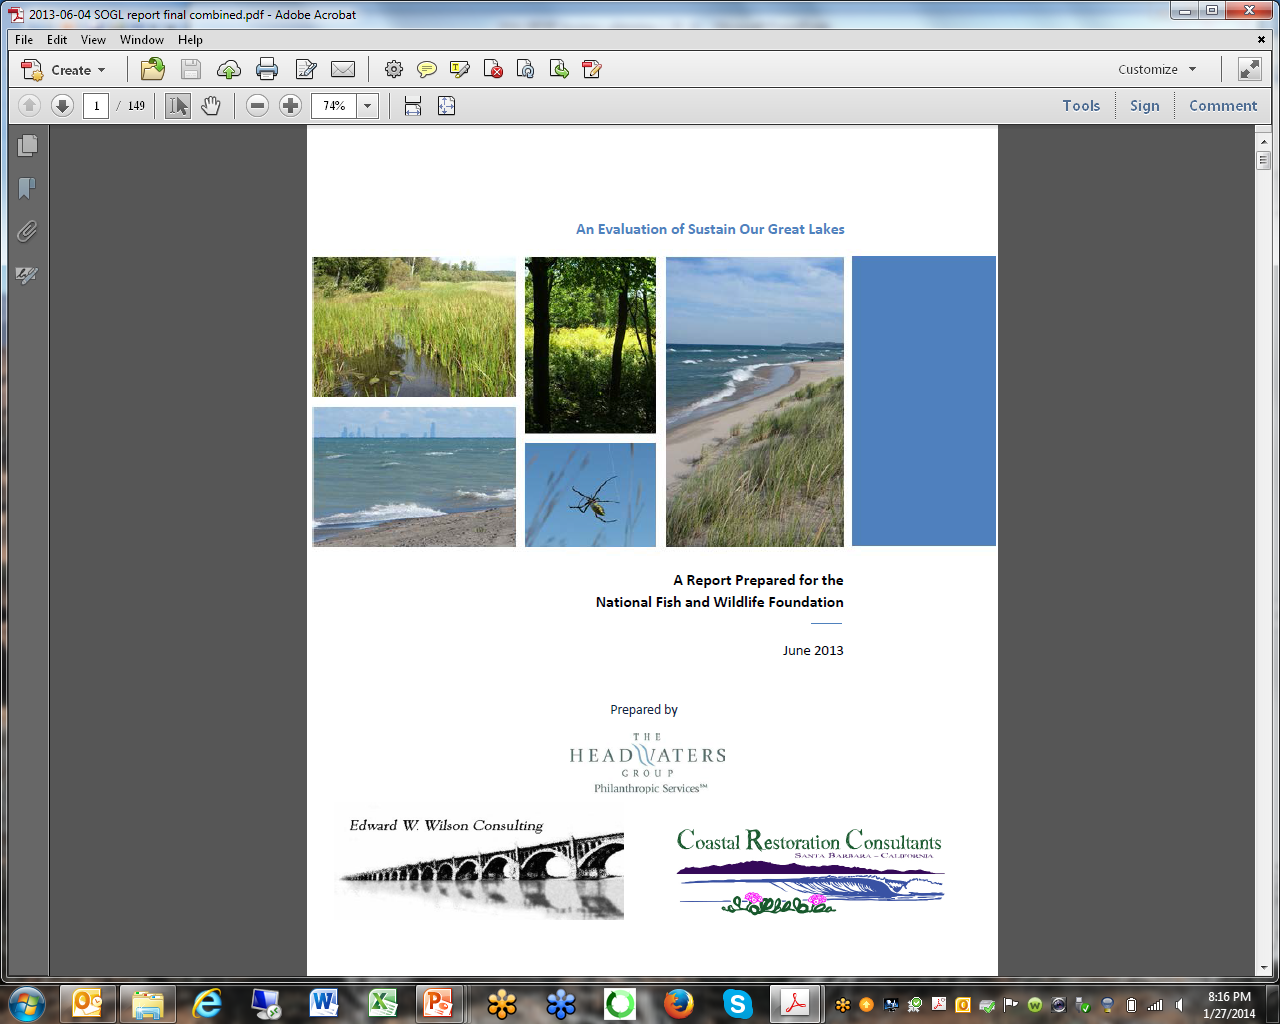 2013-06-04 SOGL report final combined.pdf - Adobe Acrobat
File Edit View Window Help
Create
Customize
1 / 149
74%
Tools Sign Comment
An Evaluation of Sustain Our Great Lakes
A Report Prepared for the
National Fish and Wildlife Foundation
June 2013
Prepared by
THE
HEADWATERS
GROUP
Philanthropic Services℠
Edward W. Wilson Consulting
Coastal Restoration Consultants
SANTA BARBARA - CALIFORNIA
8:16 PM
1/27/2014